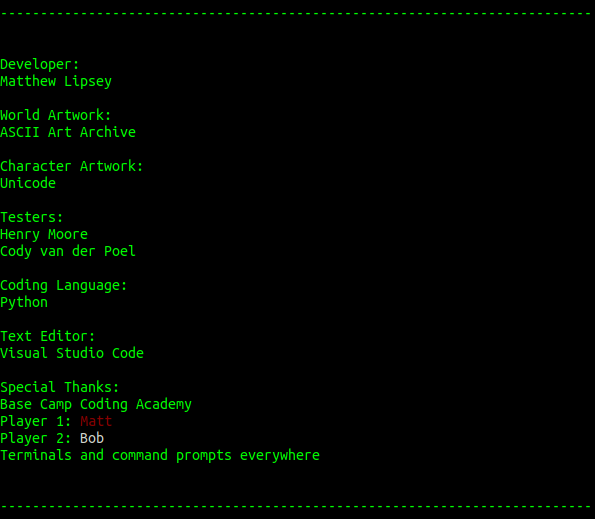 --------------------------------------------------------------------------
Developer:
Matthew Lipsey
World Artwork:
ASCII Art Archive
Character Artwork:
Unicode
Testers:
Henry Moore
Cody van der Poel
Coding Language:
Python
Text Editor:
Visual Studio Code
Special Thanks:
Base Camp Coding Academy
Player 1: Matt
Player 2: Bob
Terminals and command prompts everywhere
--------------------------------------------------------------------------